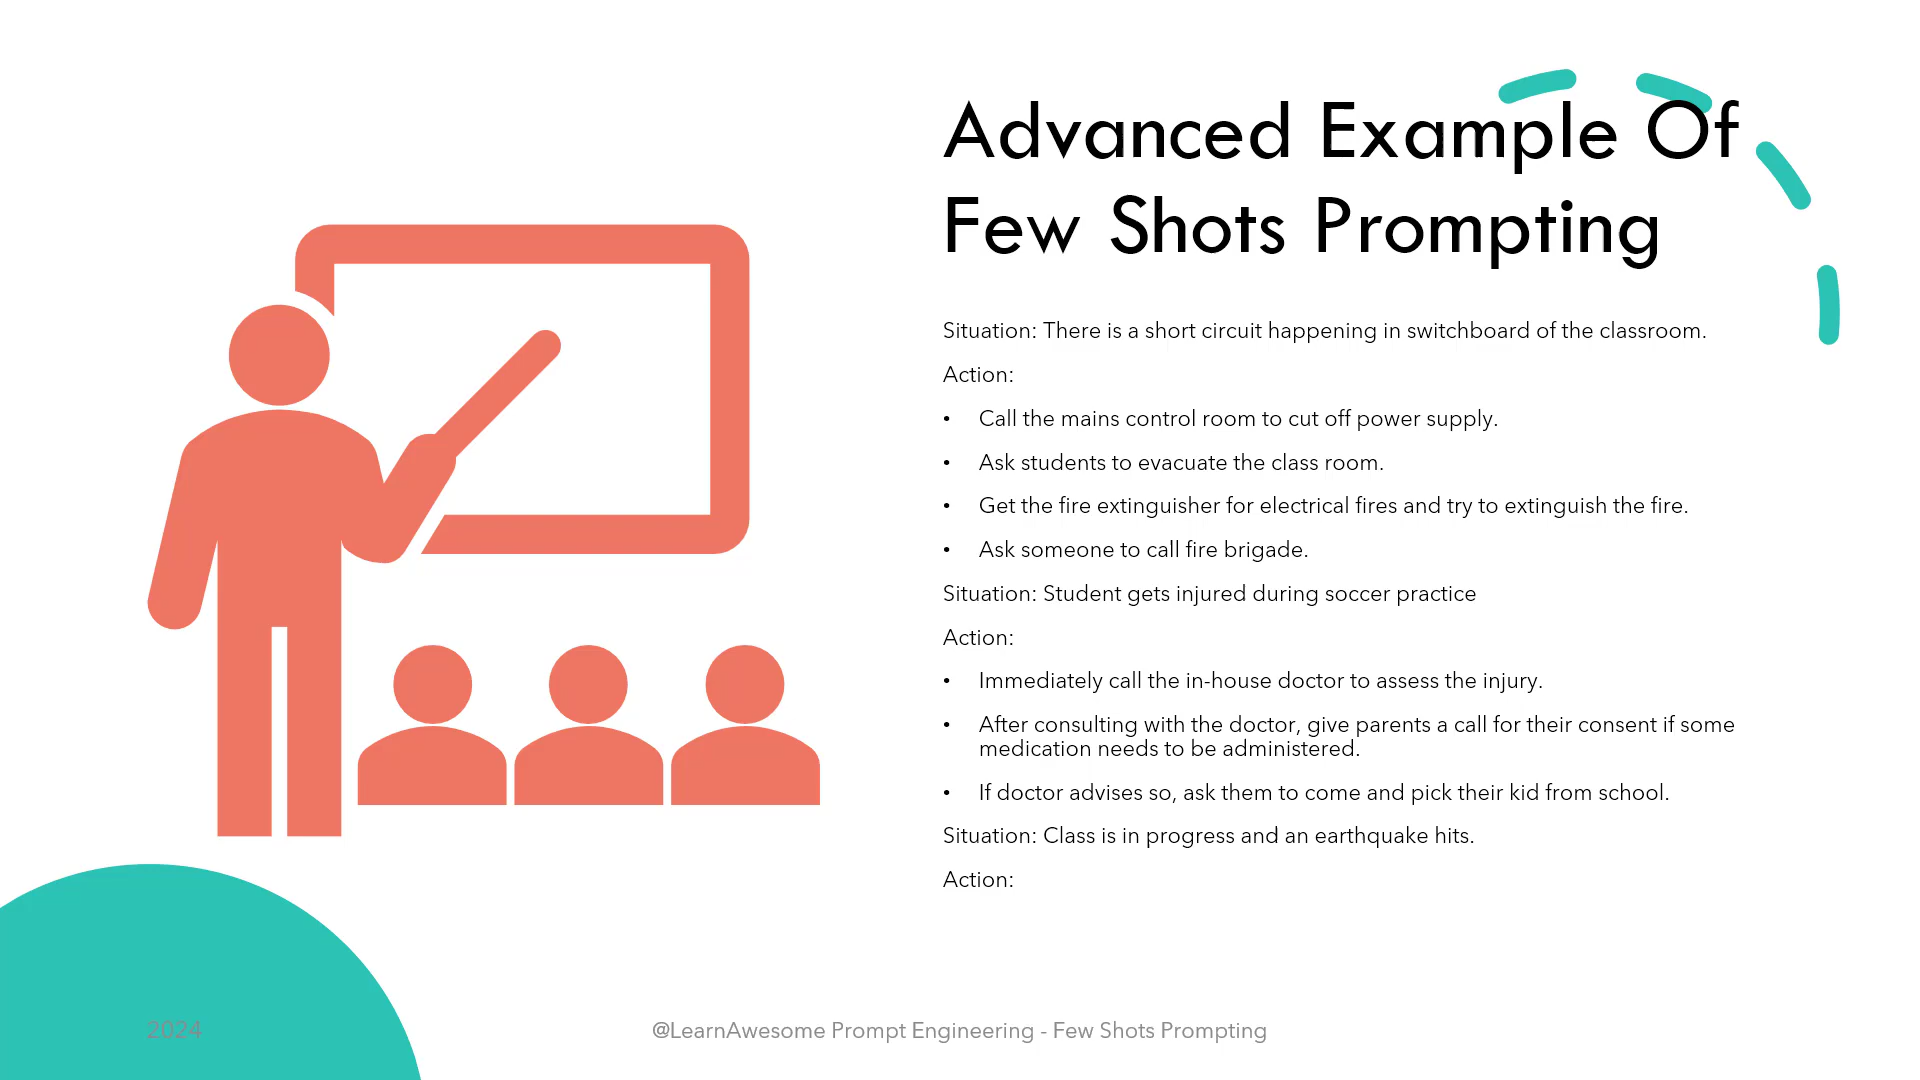 Advanced Example Of
Few Shots Prompting
Situation: There is a short circuit happening in switchboard of the classroom.
Action:
• Call the mains control room to cut off power supply.
• Ask students to evacuate the class room.
• Get the fire extinguisher for electrical fires and try to extinguish the fire.
• Ask someone to call fire brigade.
Situation: Student gets injured during soccer practice
Action:
• Immediately call the in-house doctor to assess the injury.
• After consulting with the doctor, give parents a call for their consent if some
medication needs to be administered.
• If doctor advises so, ask them to come and pick their kid from school.
Situation: Class is in progress and an earthquake hits.
Action:
2024
@LearnAwesome Prompt Engineering - Few Shots Prompting